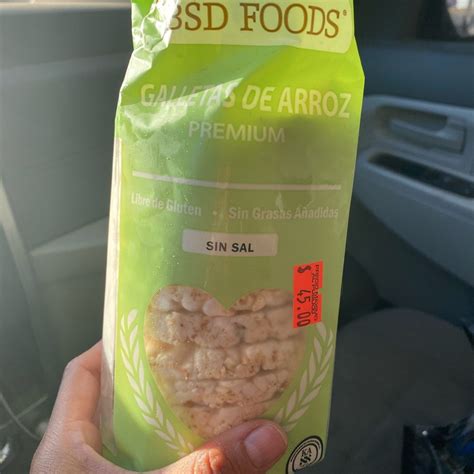 BSD FOODS®
GALLETAS DE ARROZ
PREMIUM
Libre de Gluten • Sin Grasas Añadidas
SIN SAL
$ 45.00